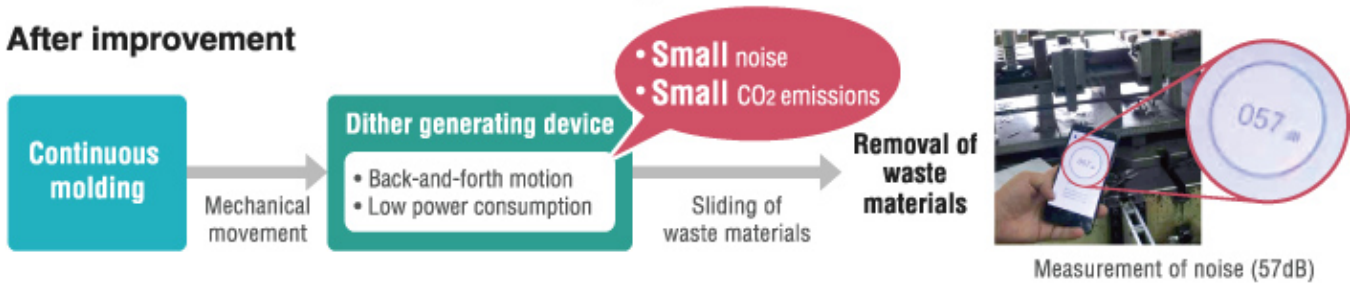 After improvement
• Small noise
• Small CO2 emissions
Continuous
molding
Mechanical
movement
Dither generating device
• Back-and-forth motion
• Low power consumption
Sliding of
waste materials
Removal of
waste
materials
057
Measurement of noise (57dB)